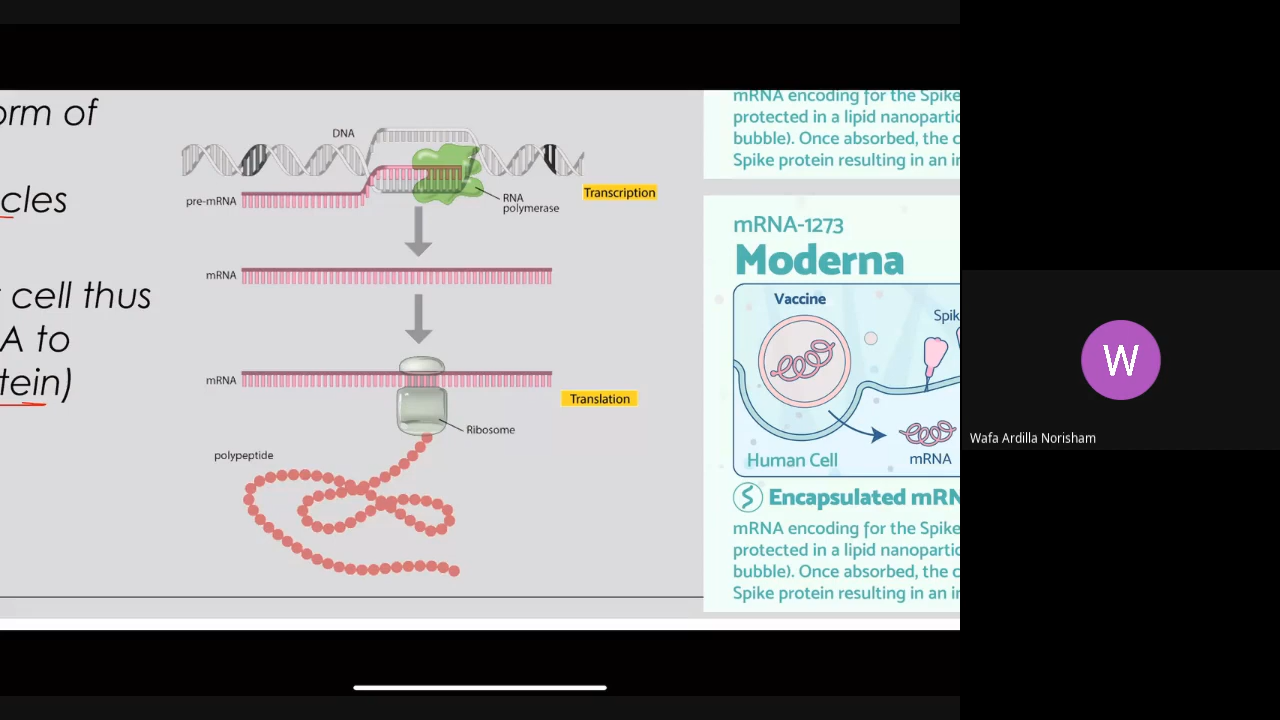 orm of
cles
cell thus
A to
tein)
DNA
pre-mRNA
RNA
polymerase
Transcription
mRNA
mRNA
Translation
Ribosome
polypeptide
mRNA encoding for the Spike
protected in a lipid nanopartic
bubble). Once absorbed, the c
Spike protein resulting in an i
mRNA-1273
Moderna
Vaccine
Spik
Human Cell
mRNA
Encapsulated mRN
mRNA encoding for the Spike
protected in a lipid nanopartic
bubble). Once absorbed, the c
Spike protein resulting in an i
W
Wafa Ardilla Norisham